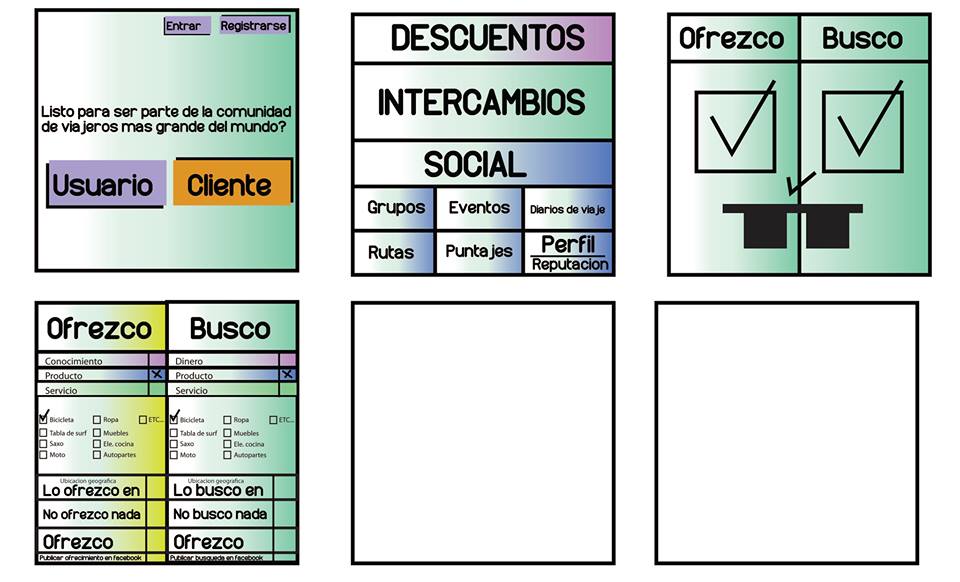 Entrar Registrarse
Listo para ser parte de la comunidad
de viajeros mas grande del mundo?
Usuario Cliente
DESCUENTOS
INTERCAMBIOS
SOCIAL
Grupos Eventos Diarios de viaje
Rutas Puntajes Perfil
Reputacion
Ofrezco Busco
Ofrezco Busco
Conocimiento Dinero
Producto Producto
Servicio Servicio
Bicicleta Ropa ETC... Bicicleta Ropa ETC...
Tabla de surf Muebles Tabla de surf Muebles
Saxo Ele. cocina Saxo Ele. cocina
Moto Autopartes Moto Autopartes
Ubicacion geografica Ubicacion geografica
Lo ofrezco en Lo busco en
No ofrezco nada No busco nada
Ofrezco Ofrezco
Publicar ofrecimiento en facebook Publicar busqueda en facebook